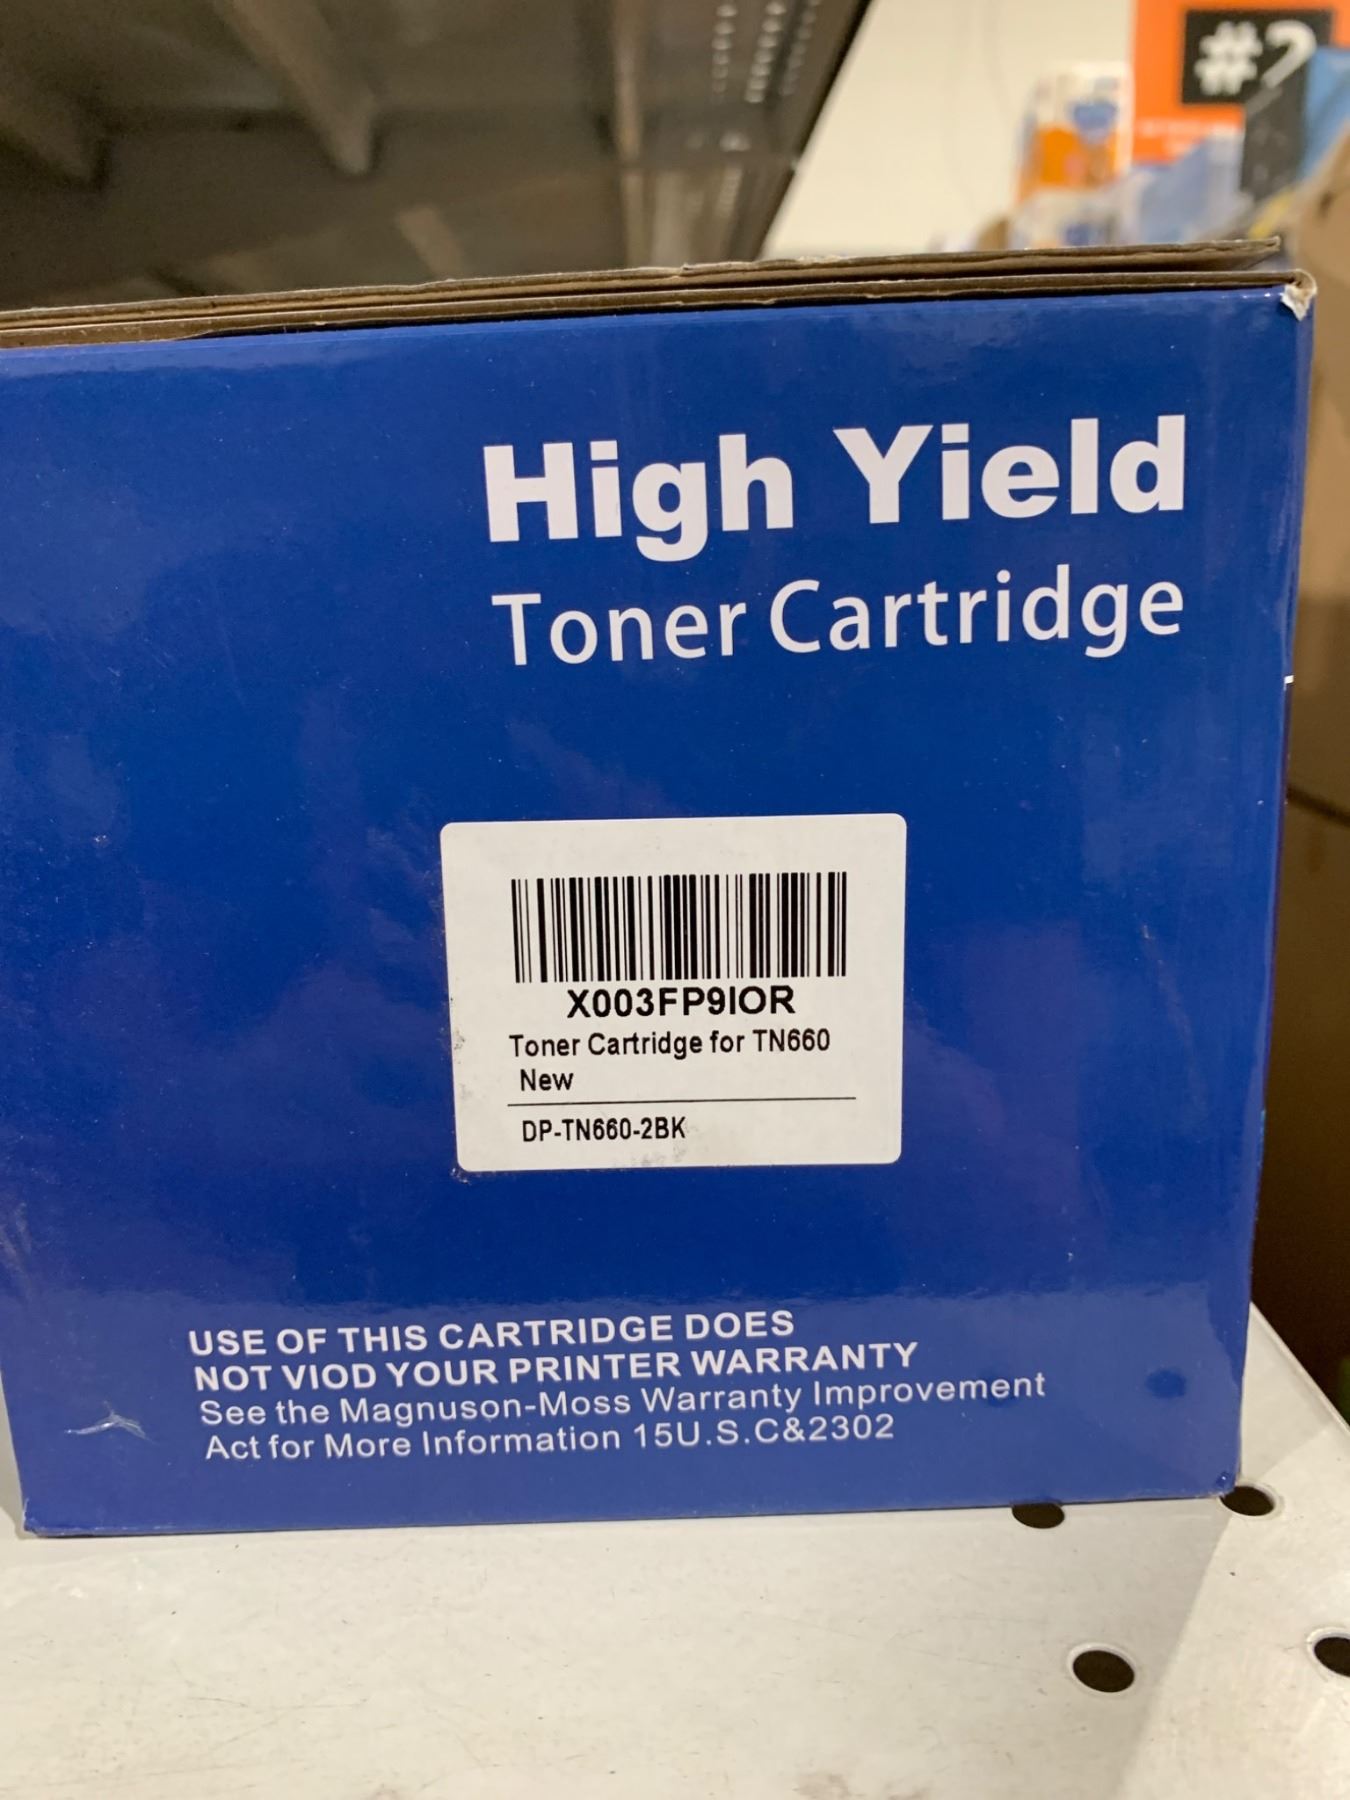 #2
High Yield
Toner Cartridge
X003FP9IOR
Toner Cartridge for TN660
New
DP-TN660-2BK
USE OF THIS CARTRIDGE DOES
NOT VIOD YOUR PRINTER WARRANTY
See the Magnuson-Moss Warranty Improvement
Act for More Information 15U.S.C&2302